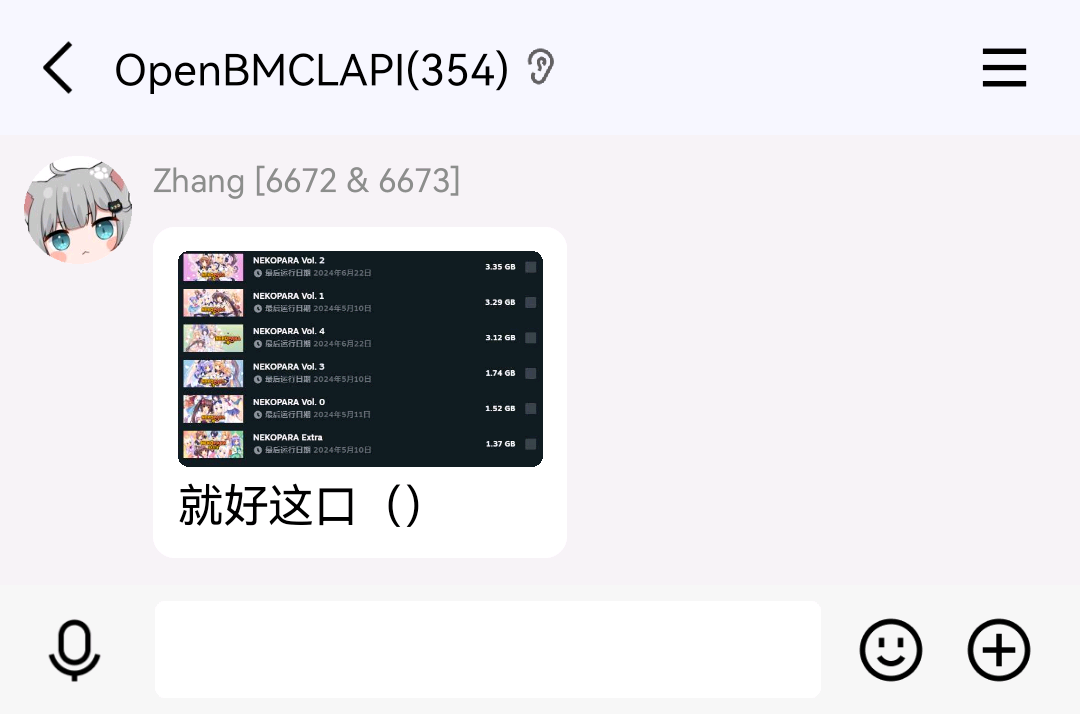 OpenBMCLAPI(354)
Zhang [6672 & 6673]
NEKOPARA Vol. 2
3.35 GB
最后运行日期 2024年6月22日
NEKOPARA Vol. 1
3.29 GB
最后运行日期 2024年5月10日
NEKOPARA Vol. 4
3.12 GB
最后运行日期 2024年6月22日
NEKOPARA Vol. 3
1.74 GB
最后运行日期 2024年5月10日
NEKOPARA Vol. 0
1.52 GB
最后运行日期 2024年5月11日
NEKOPARA Extra
1.37 GB
最后运行日期 2024年5月10日
就好这口（）